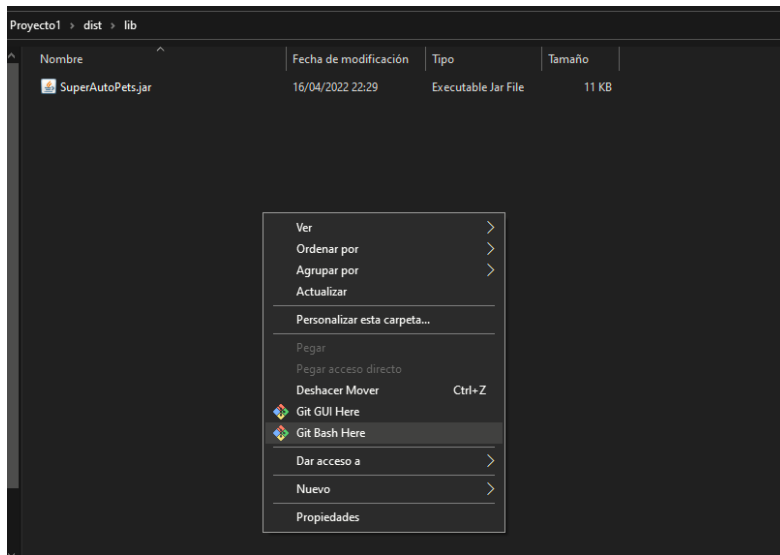 Proyecto1 > dist > lib
Nombre Fecha de modificación Tipo Tamaño
SuperAutoPets.jar 16/04/2022 22:29 Executable Jar File 11 KB
Ver
Ordenar por
Agrupar por
Actualizar
Personalizar esta carpeta...
Pegar
Pegar acceso directo
Deshacer Mover Ctrl+Z
Git GUI Here
Git Bash Here
Dar acceso a
Nuevo
Propiedades